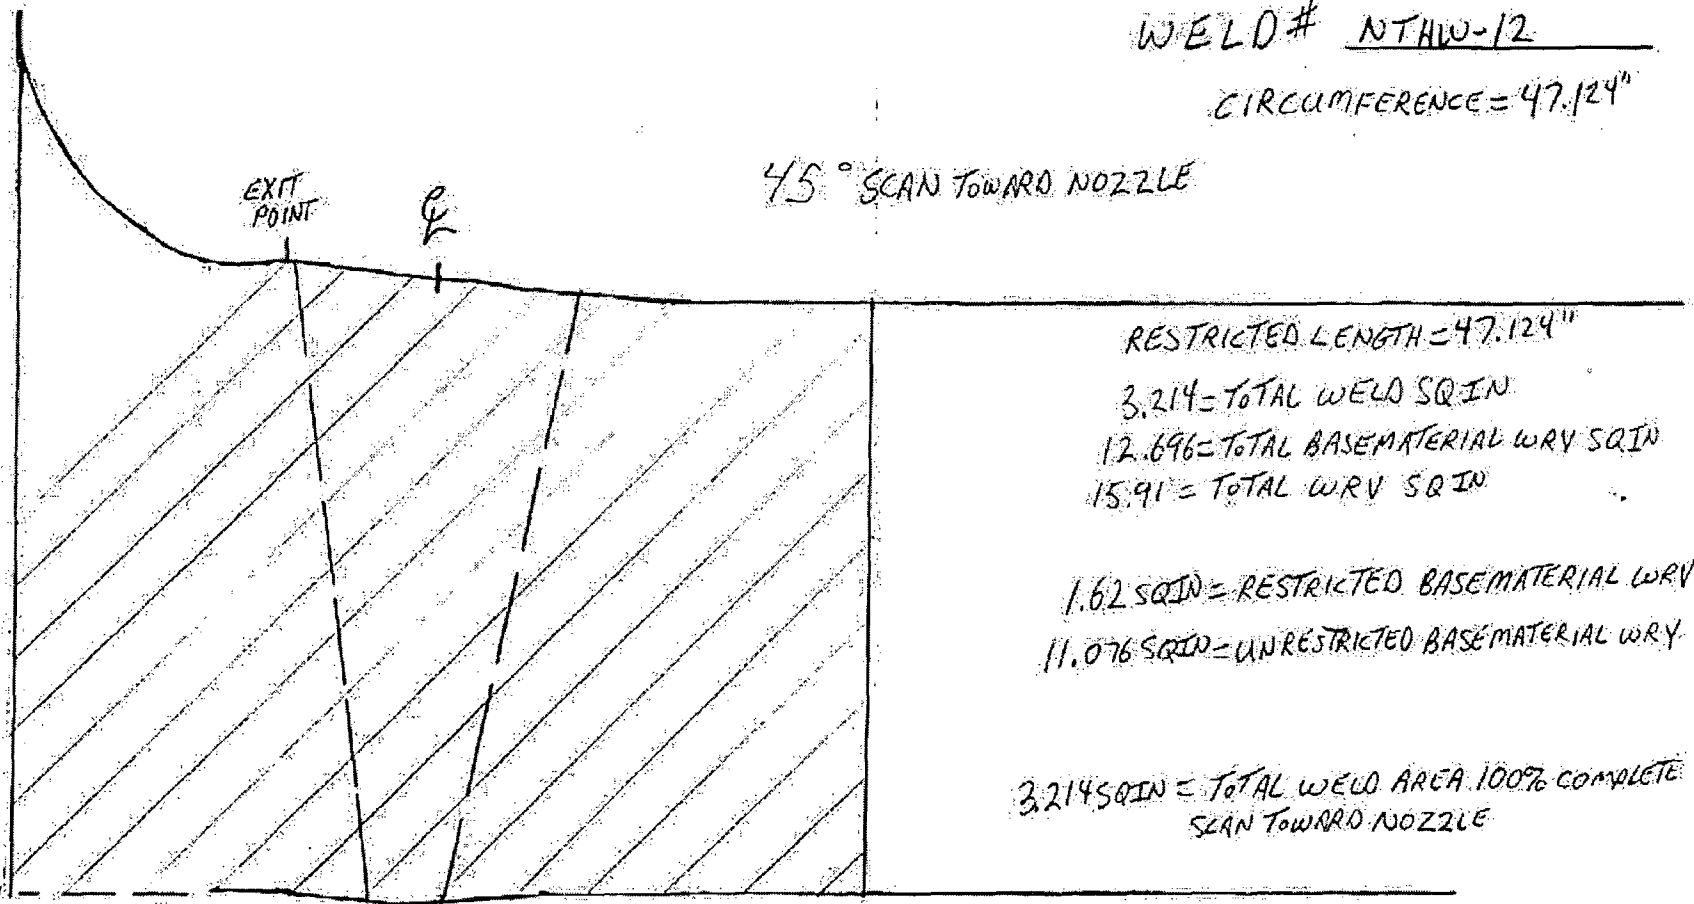 WELD# NTHW-12
CIRCUMFERENCE = 47.124"
45° SCAN TOWARD NOZZLE
EXIT
POINT
℄
RESTRICTED LENGTH = 47.124"
3.214 = TOTAL WELD SQ IN
12.696 = TOTAL BASEMATERIAL WRV SQIN
15.91 = TOTAL WRV SQ IN
1.62 SQIN = RESTRICTED BASEMATERIAL WRV
11.076 SQIN = UNRESTRICTED BASEMATERIAL WRV
3.214 SQIN = TOTAL WELD AREA 100% COMPLETE
SCAN TOWARD NOZZLE